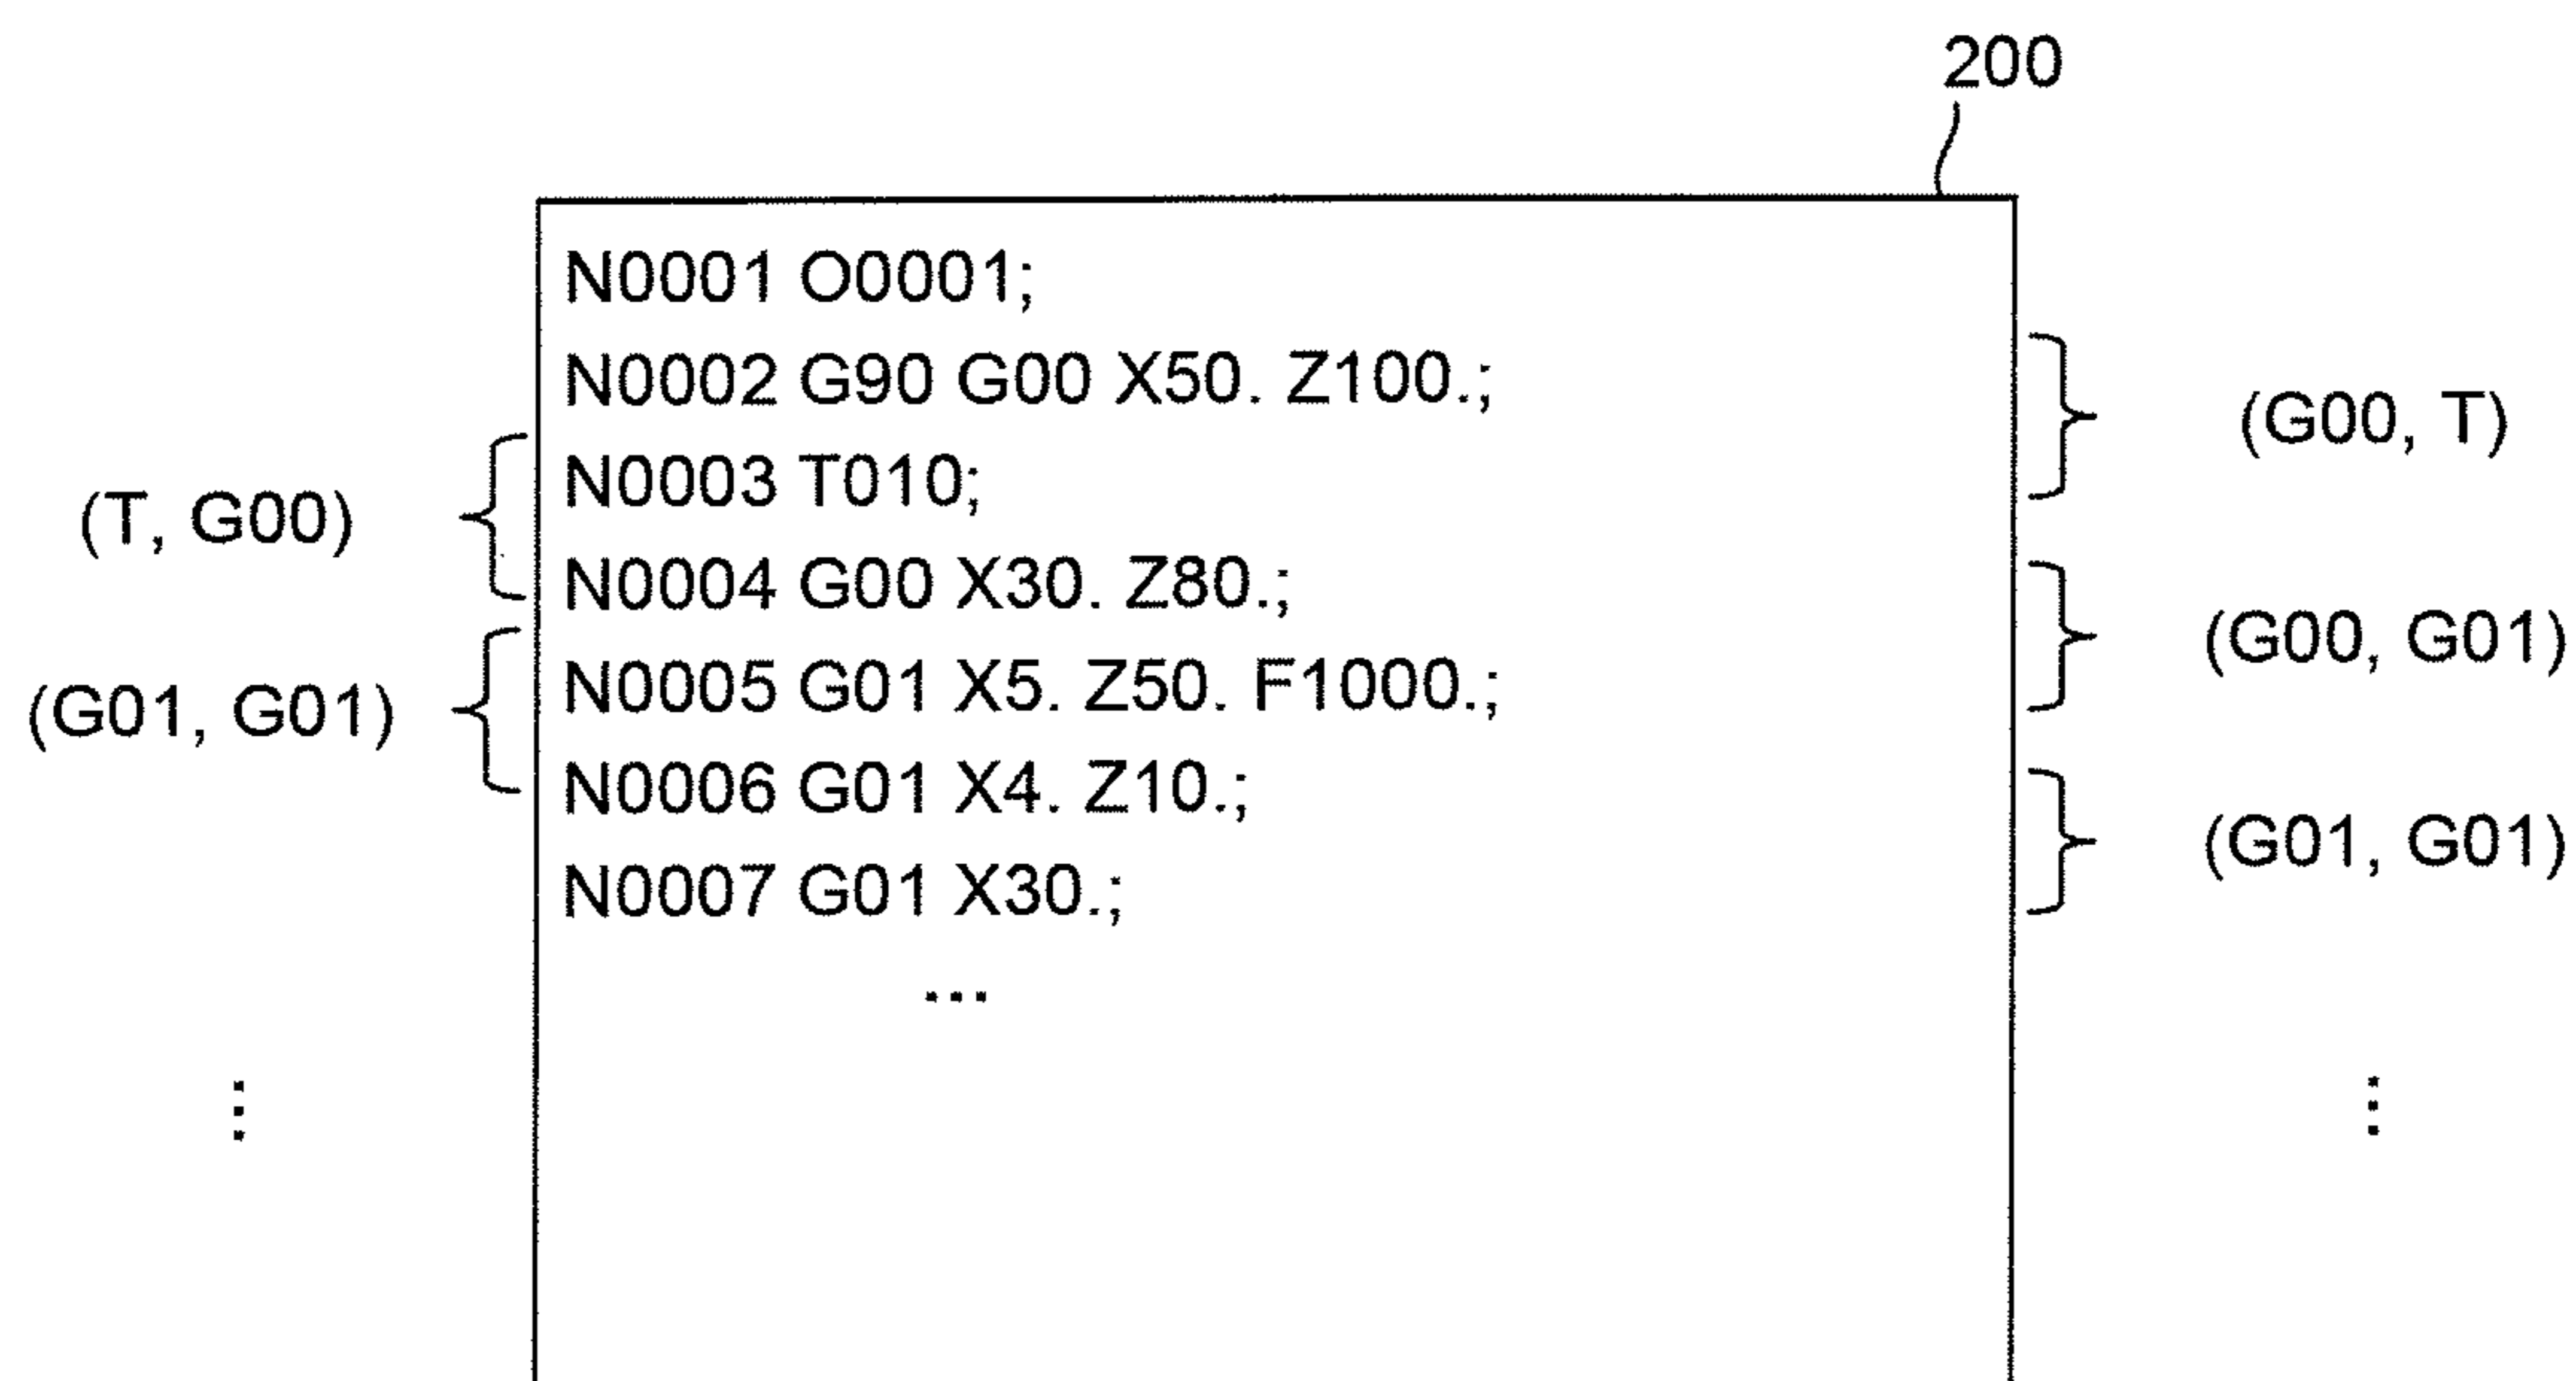 200
N0001 O0001;
N0002 G90 G00 X50. Z100.;
(G00, T)
N0003 T010;
(T, G00)
N0004 G00 X30. Z80.;
(G00, G01)
N0005 G01 X5. Z50. F1000.;
(G01, G01)
N0006 G01 X4. Z10.;
(G01, G01)
N0007 G01 X30.;
...
⋮
⋮